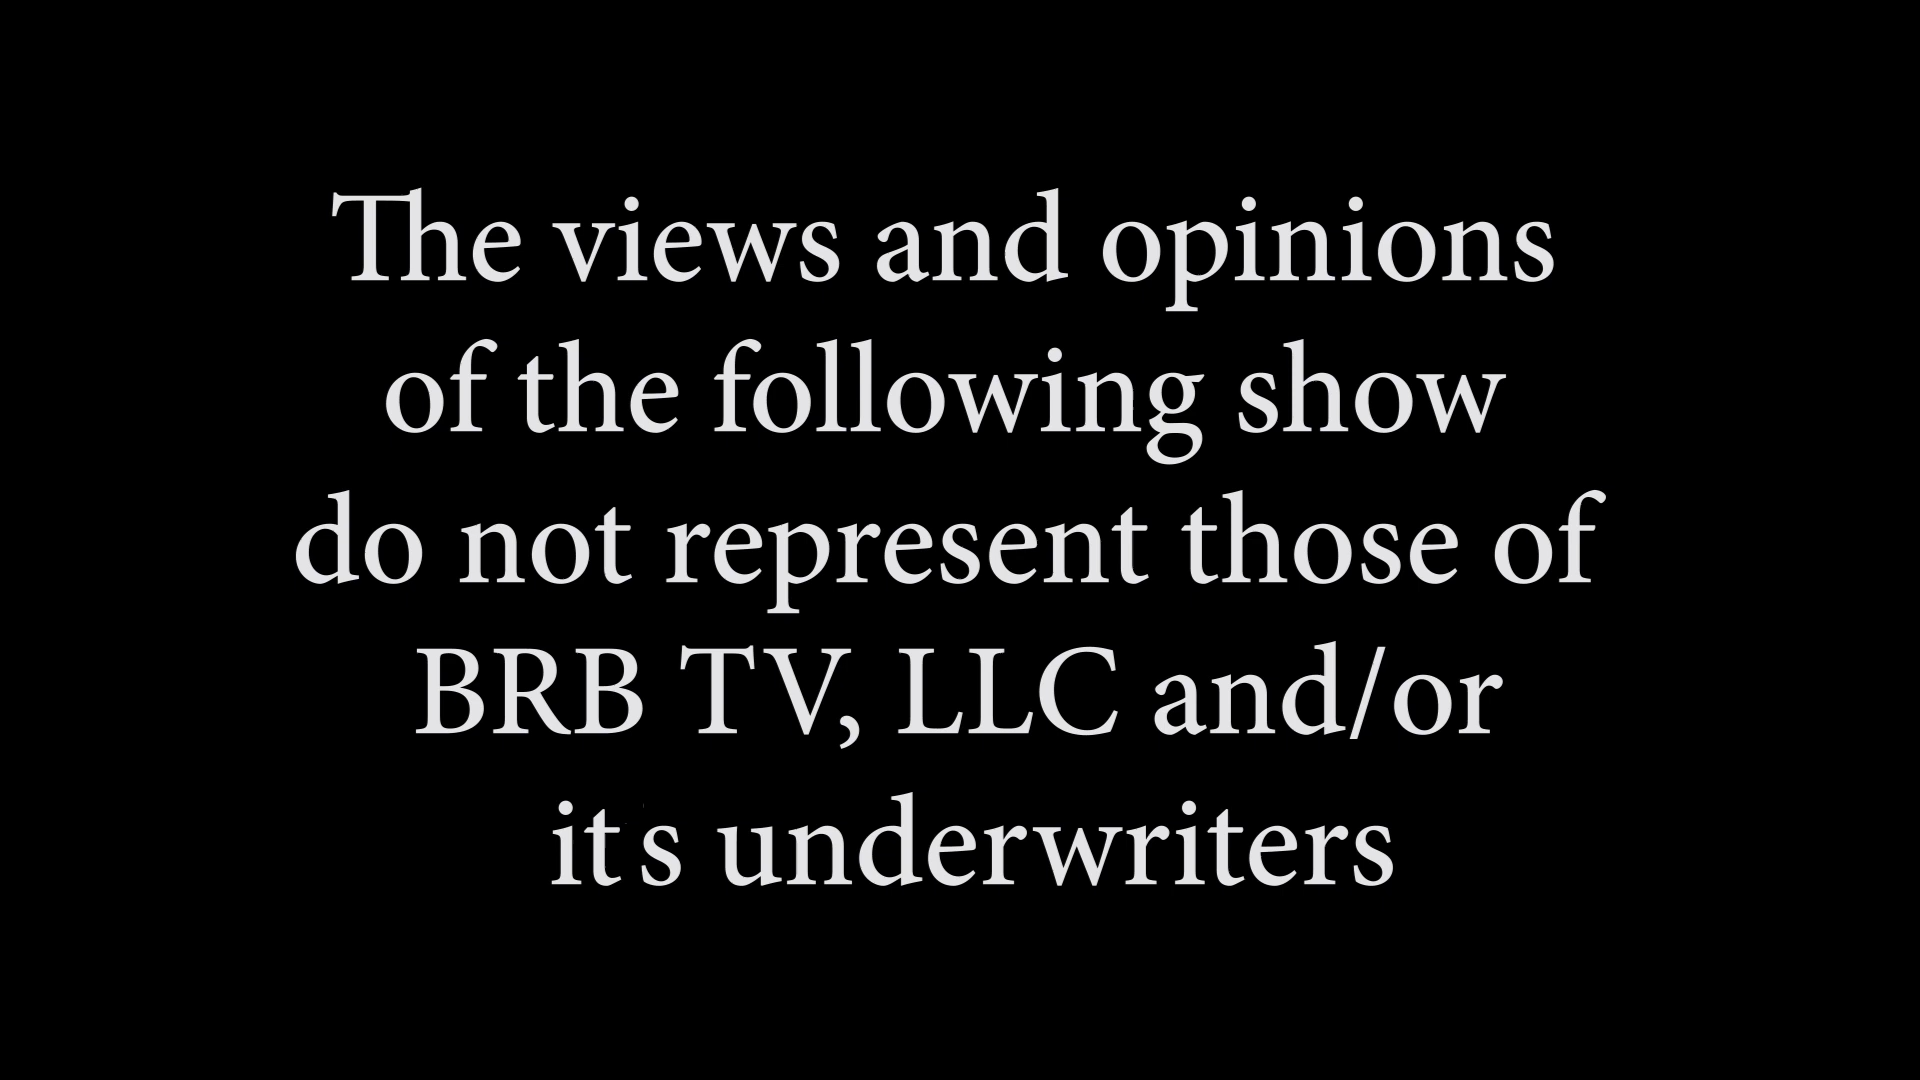 The views and opinions
of the following show
do not represent those of
BRB TV, LLC and/or
it s underwriters